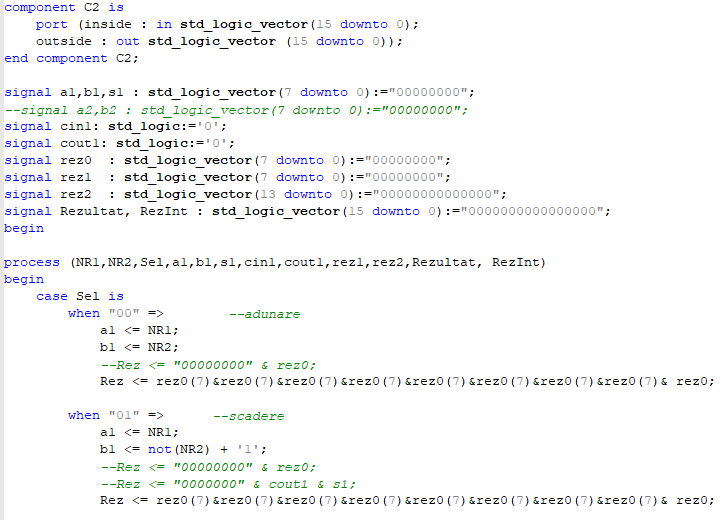 component C2 is
    port (inside : in std_logic_vector(15 downto 0);
    outside : out std_logic_vector (15 downto 0));
end component C2;

signal a1,b1,s1 : std_logic_vector(7 downto 0):="00000000";
--signal a2,b2 : std_logic_vector(7 downto 0):="00000000";
signal cin1: std_logic:='0';
signal cout1: std_logic:='0';
signal rez0  : std_logic_vector(7 downto 0):="00000000";
signal rez1  : std_logic_vector(7 downto 0):="00000000";
signal rez2  : std_logic_vector(13 downto 0):="00000000000000";
signal Rezultat, RezInt : std_logic_vector(15 downto 0):="0000000000000000";
begin

process (NR1,NR2,Sel,a1,b1,s1,cin1,cout1,rez1,rez2,Rezultat, RezInt)
begin
    case Sel is
        when "00" =>        --adunare
            a1 <= NR1;
            b1 <= NR2;
            --Rez <= "00000000" & rez0;
            Rez <= rez0(7)&rez0(7)&rez0(7)&rez0(7)&rez0(7)&rez0(7)&rez0(7)&rez0(7)& rez0;

        when "01" =>      --scadere
            a1 <= NR1;
            b1 <= not(NR2) + '1';
            --Rez <= "00000000" & rez0;
            --Rez <= "0000000" & cout1 & s1;
            Rez <= rez0(7)&rez0(7)&rez0(7)&rez0(7)&rez0(7)&rez0(7)&rez0(7)&rez0(7)& rez0;